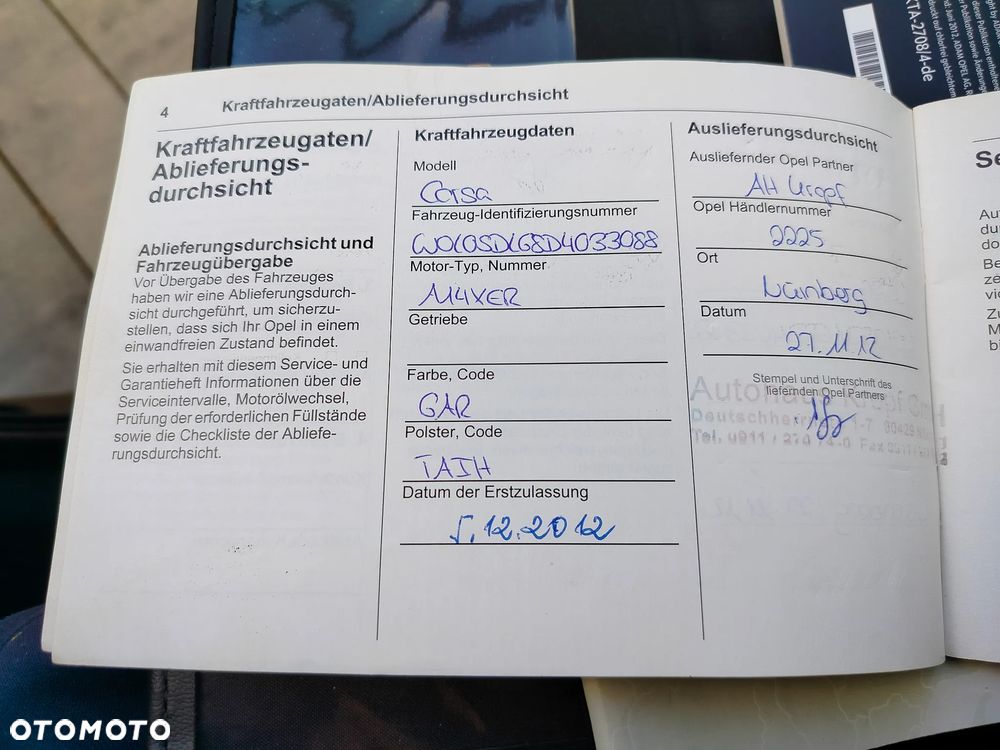 4
Kraftfahrzeugaten/Ablieferungsdurchsicht
Kraftfahrzeugaten/
Ablieferungs-
durchsicht
Ablieferungsdurchsicht und
Fahrzeugübergabe
Vor Übergabe des Fahrzeuges
haben wir eine Ablieferungsdurch-
sicht durchgeführt, um sicherzu-
stellen, dass sich Ihr Opel in einem
einwandfreien Zustand befindet.
Sie erhalten mit diesem Service- und
Garantieheft Informationen über die
Serviceintervalle, Motorölwechsel,
Prüfung der erforderlichen Füllstände
sowie die Checkliste der Abliefe-
rungsdurchsicht.
Kraftfahrzeugdaten
Modell
Corsa
Fahrzeug-Identifizierungsnummer
W0L0SDL68D4033088
Motor-Typ, Nummer
A14XER
Getriebe
Farbe, Code
GAR
Polster, Code
TAJH
Datum der Erstzulassung
5.12.2012
Auslieferungsdurchsicht
Ausliefernder Opel Partner
AH Kropf
Opel Händlernummer
2225
Ort
Nürnberg
Datum
27.11.12
Stempel und Unterschrift des
liefernden Opel Partners
KTA-2708/4-de
OTOMOTO